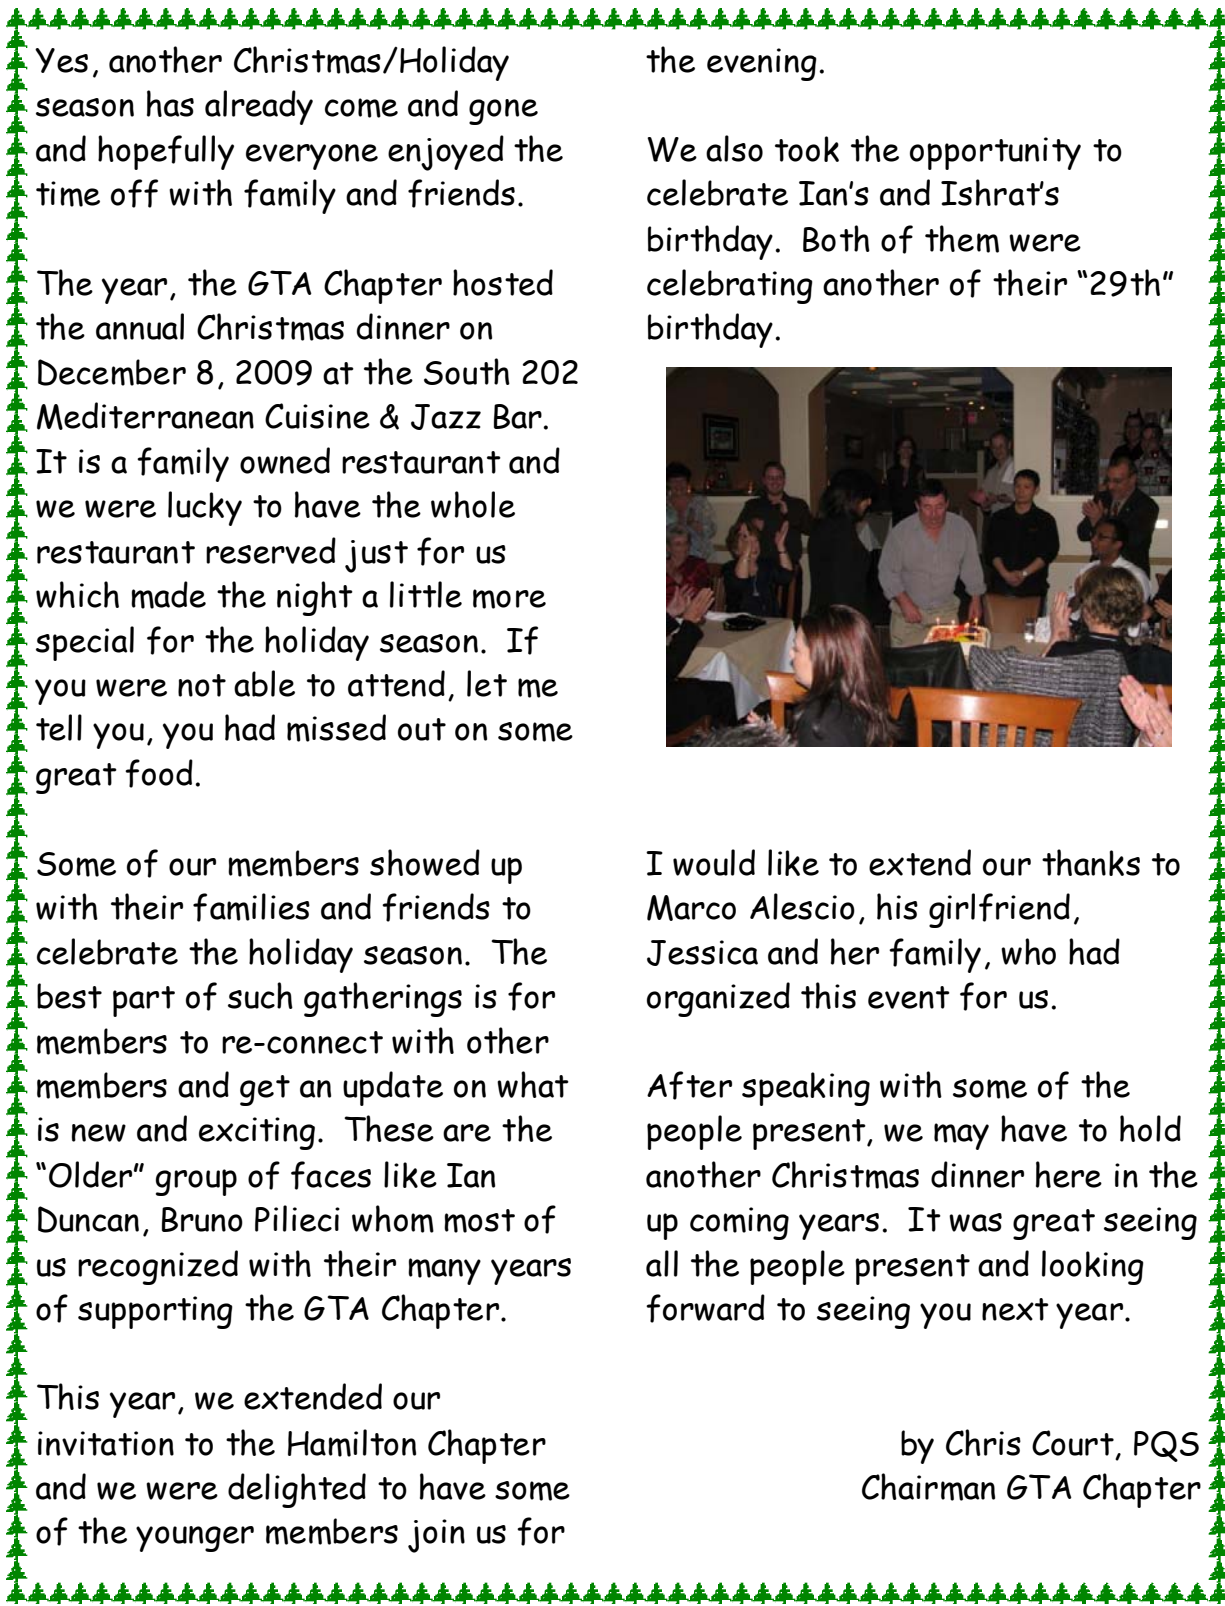 Yes, another Christmas/Holiday
season has already come and gone
and hopefully everyone enjoyed the
time off with family and friends.
The year, the GTA Chapter hosted
the annual Christmas dinner on
December 8, 2009 at the South 202
Mediterranean Cuisine & Jazz Bar.
It is a family owned restaurant and
we were lucky to have the whole
restaurant reserved just for us
which made the night a little more
special for the holiday season.  If
you were not able to attend, let me
tell you, you had missed out on some
great food.
Some of our members showed up
with their families and friends to
celebrate the holiday season.  The
best part of such gatherings is for
members to re-connect with other
members and get an update on what
is new and exciting.  These are the
“Older” group of faces like Ian
Duncan, Bruno Pilieci whom most of
us recognized with their many years
of supporting the GTA Chapter.
This year, we extended our
invitation to the Hamilton Chapter
and we were delighted to have some
of the younger members join us for
the evening.
We also took the opportunity to
celebrate Ian’s and Ishrat’s
birthday.  Both of them were
celebrating another of their “29th”
birthday.
I would like to extend our thanks to
Marco Alescio, his girlfriend,
Jessica and her family, who had
organized this event for us.
After speaking with some of the
people present, we may have to hold
another Christmas dinner here in the
up coming years.  It was great seeing
all the people present and looking
forward to seeing you next year.
by Chris Court, PQS
Chairman GTA Chapter